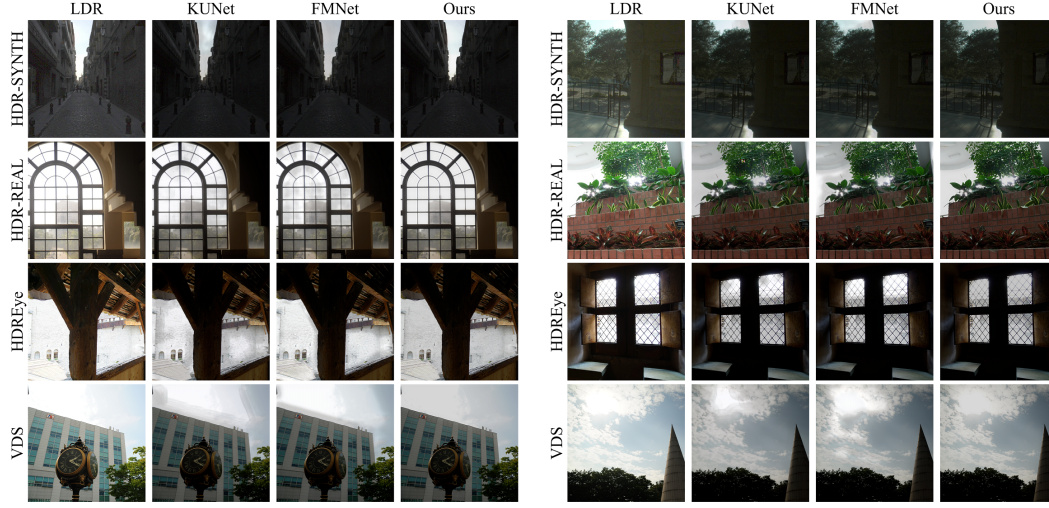 LDR KUNet FMNet Ours
HDR-SYNTH
HDR-REAL
HDREye
VDS
LDR KUNet FMNet Ours
HDR-SYNTH
HDR-REAL
HDREye
VDS